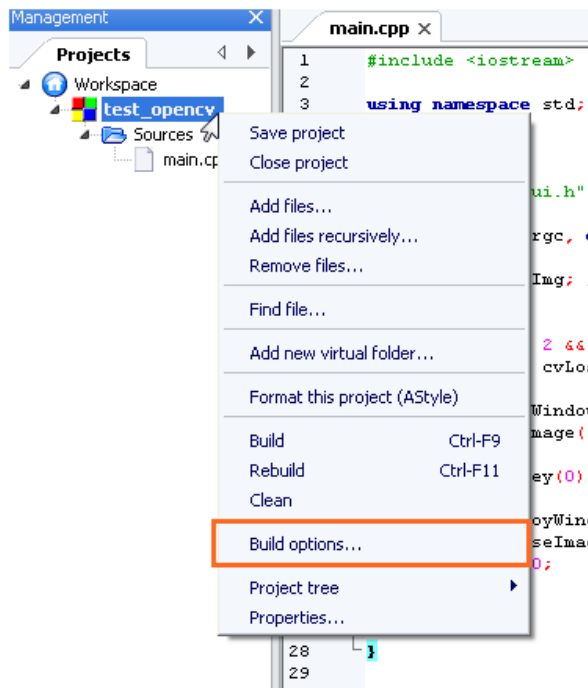 Management
Projects
Workspace
test_opencv
Sources
main.cp
main.cpp
1 #include <iostream>
2
3 using namespace std;
ui.h"
rgc,
Img;
2 &&
cvLoa
Window
mage(
ey(0)
oyWind
seImag
0;
28 }
29
Save project
Close project
Add files...
Add files recursively...
Remove files...
Find file...
Add new virtual folder...
Format this project (AStyle)
Build Ctrl-F9
Rebuild Ctrl-F11
Clean
Build options...
Project tree
Properties...